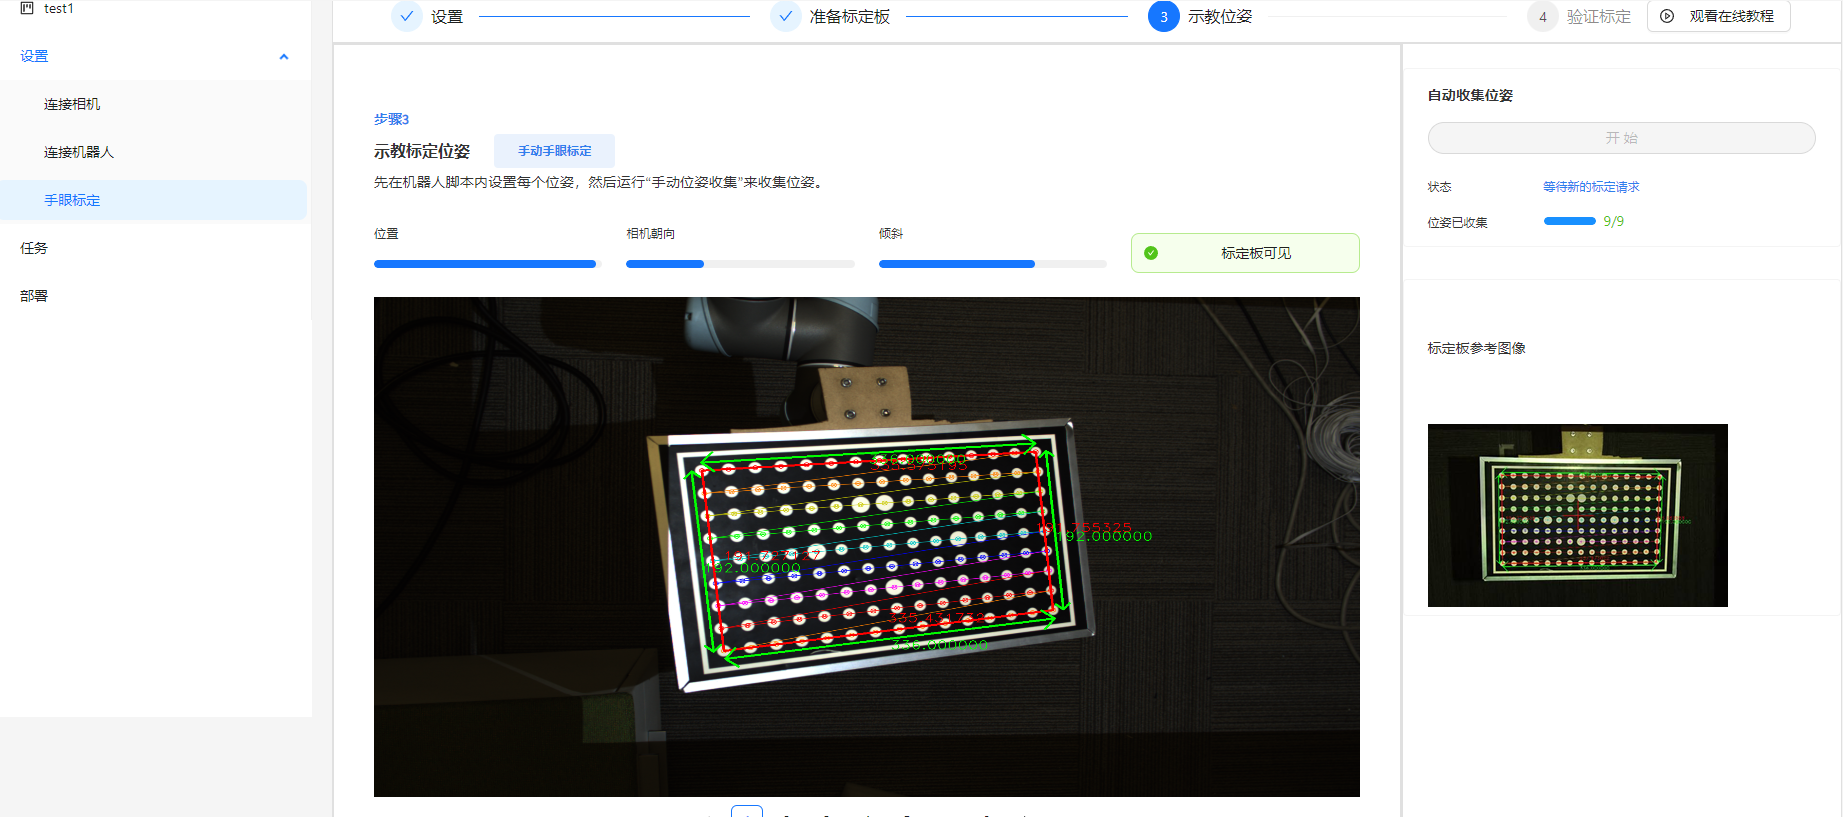 test1
设置
连接相机
连接机器人
手眼标定
任务
部署
设置
准备标定板
3 示教位姿
4 验证标定
观看在线教程
步骤3
示教标定位姿
手动手眼标定
先在机器人脚本内设置每个位姿，然后运行“手动位姿收集”来收集位姿。
位置
相机朝向
倾斜
标定板可见
336.000000
192.000000
192.000000
336.000000
自动收集位姿
开 始
状态
等待新的标定请求
位姿已收集
9/9
标定板参考图像